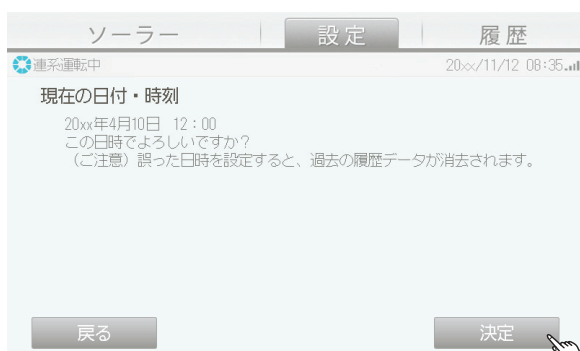 ソーラー 設定 履歴
連系運転中 20xx/11/12 08:35
現在の日付・時刻
20xx年4月10日 12:00
この日時でよろしいですか?
(ご注意)誤った日時を設定すると、過去の履歴データが消去されます。
戻る 決定